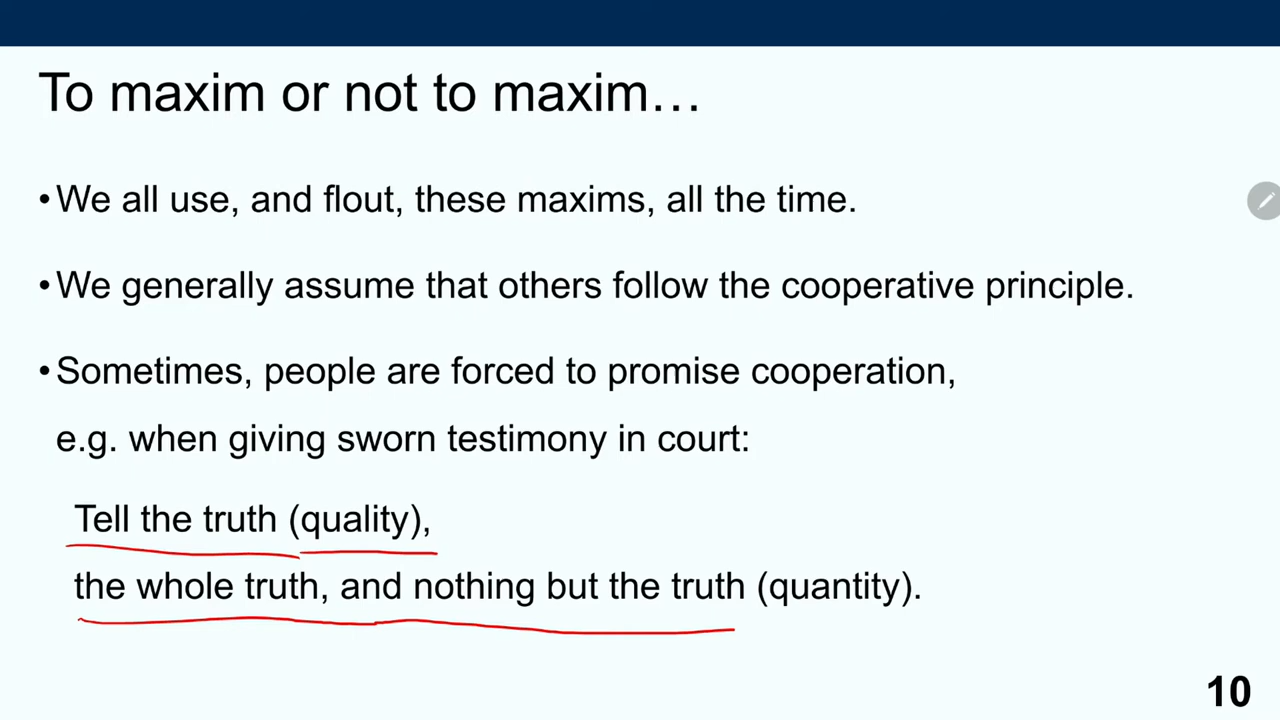 To maxim or not to maxim…
•We all use, and flout, these maxims, all the time.
•We generally assume that others follow the cooperative principle.
•Sometimes, people are forced to promise cooperation,
e.g. when giving sworn testimony in court:
Tell the truth (quality),
the whole truth, and nothing but the truth (quantity).
10